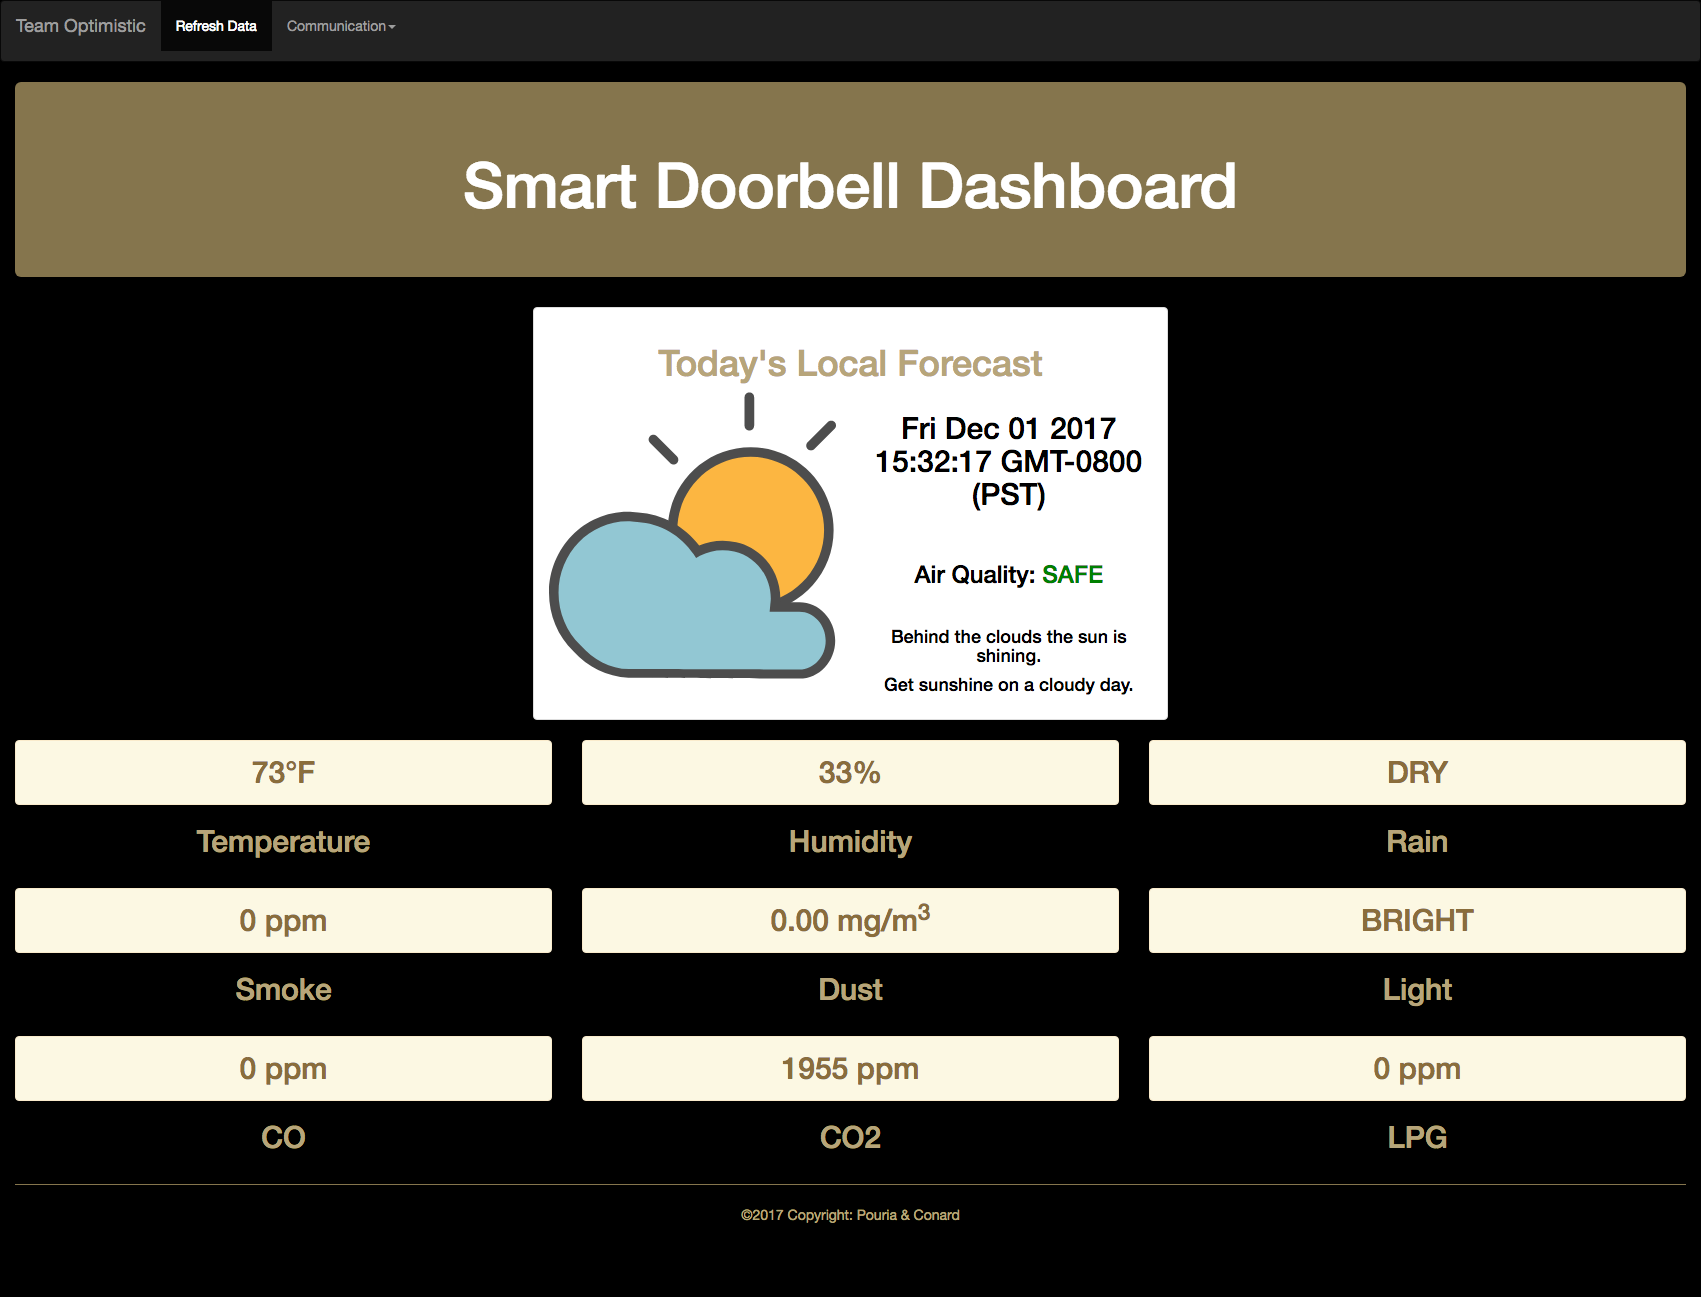 Team Optimistic
Refresh Data
Communication
Smart Doorbell Dashboard
Today's Local Forecast
Fri Dec 01 2017
15:32:17 GMT-0800
(PST)
Air Quality: SAFE
Behind the clouds the sun is
shining.
Get sunshine on a cloudy day.
73°F
33%
DRY
Temperature
Humidity
Rain
0 ppm
0.00 mg/m³
BRIGHT
Smoke
Dust
Light
0 ppm
1955 ppm
0 ppm
CO
CO2
LPG
©2017 Copyright: Pouria & Conard